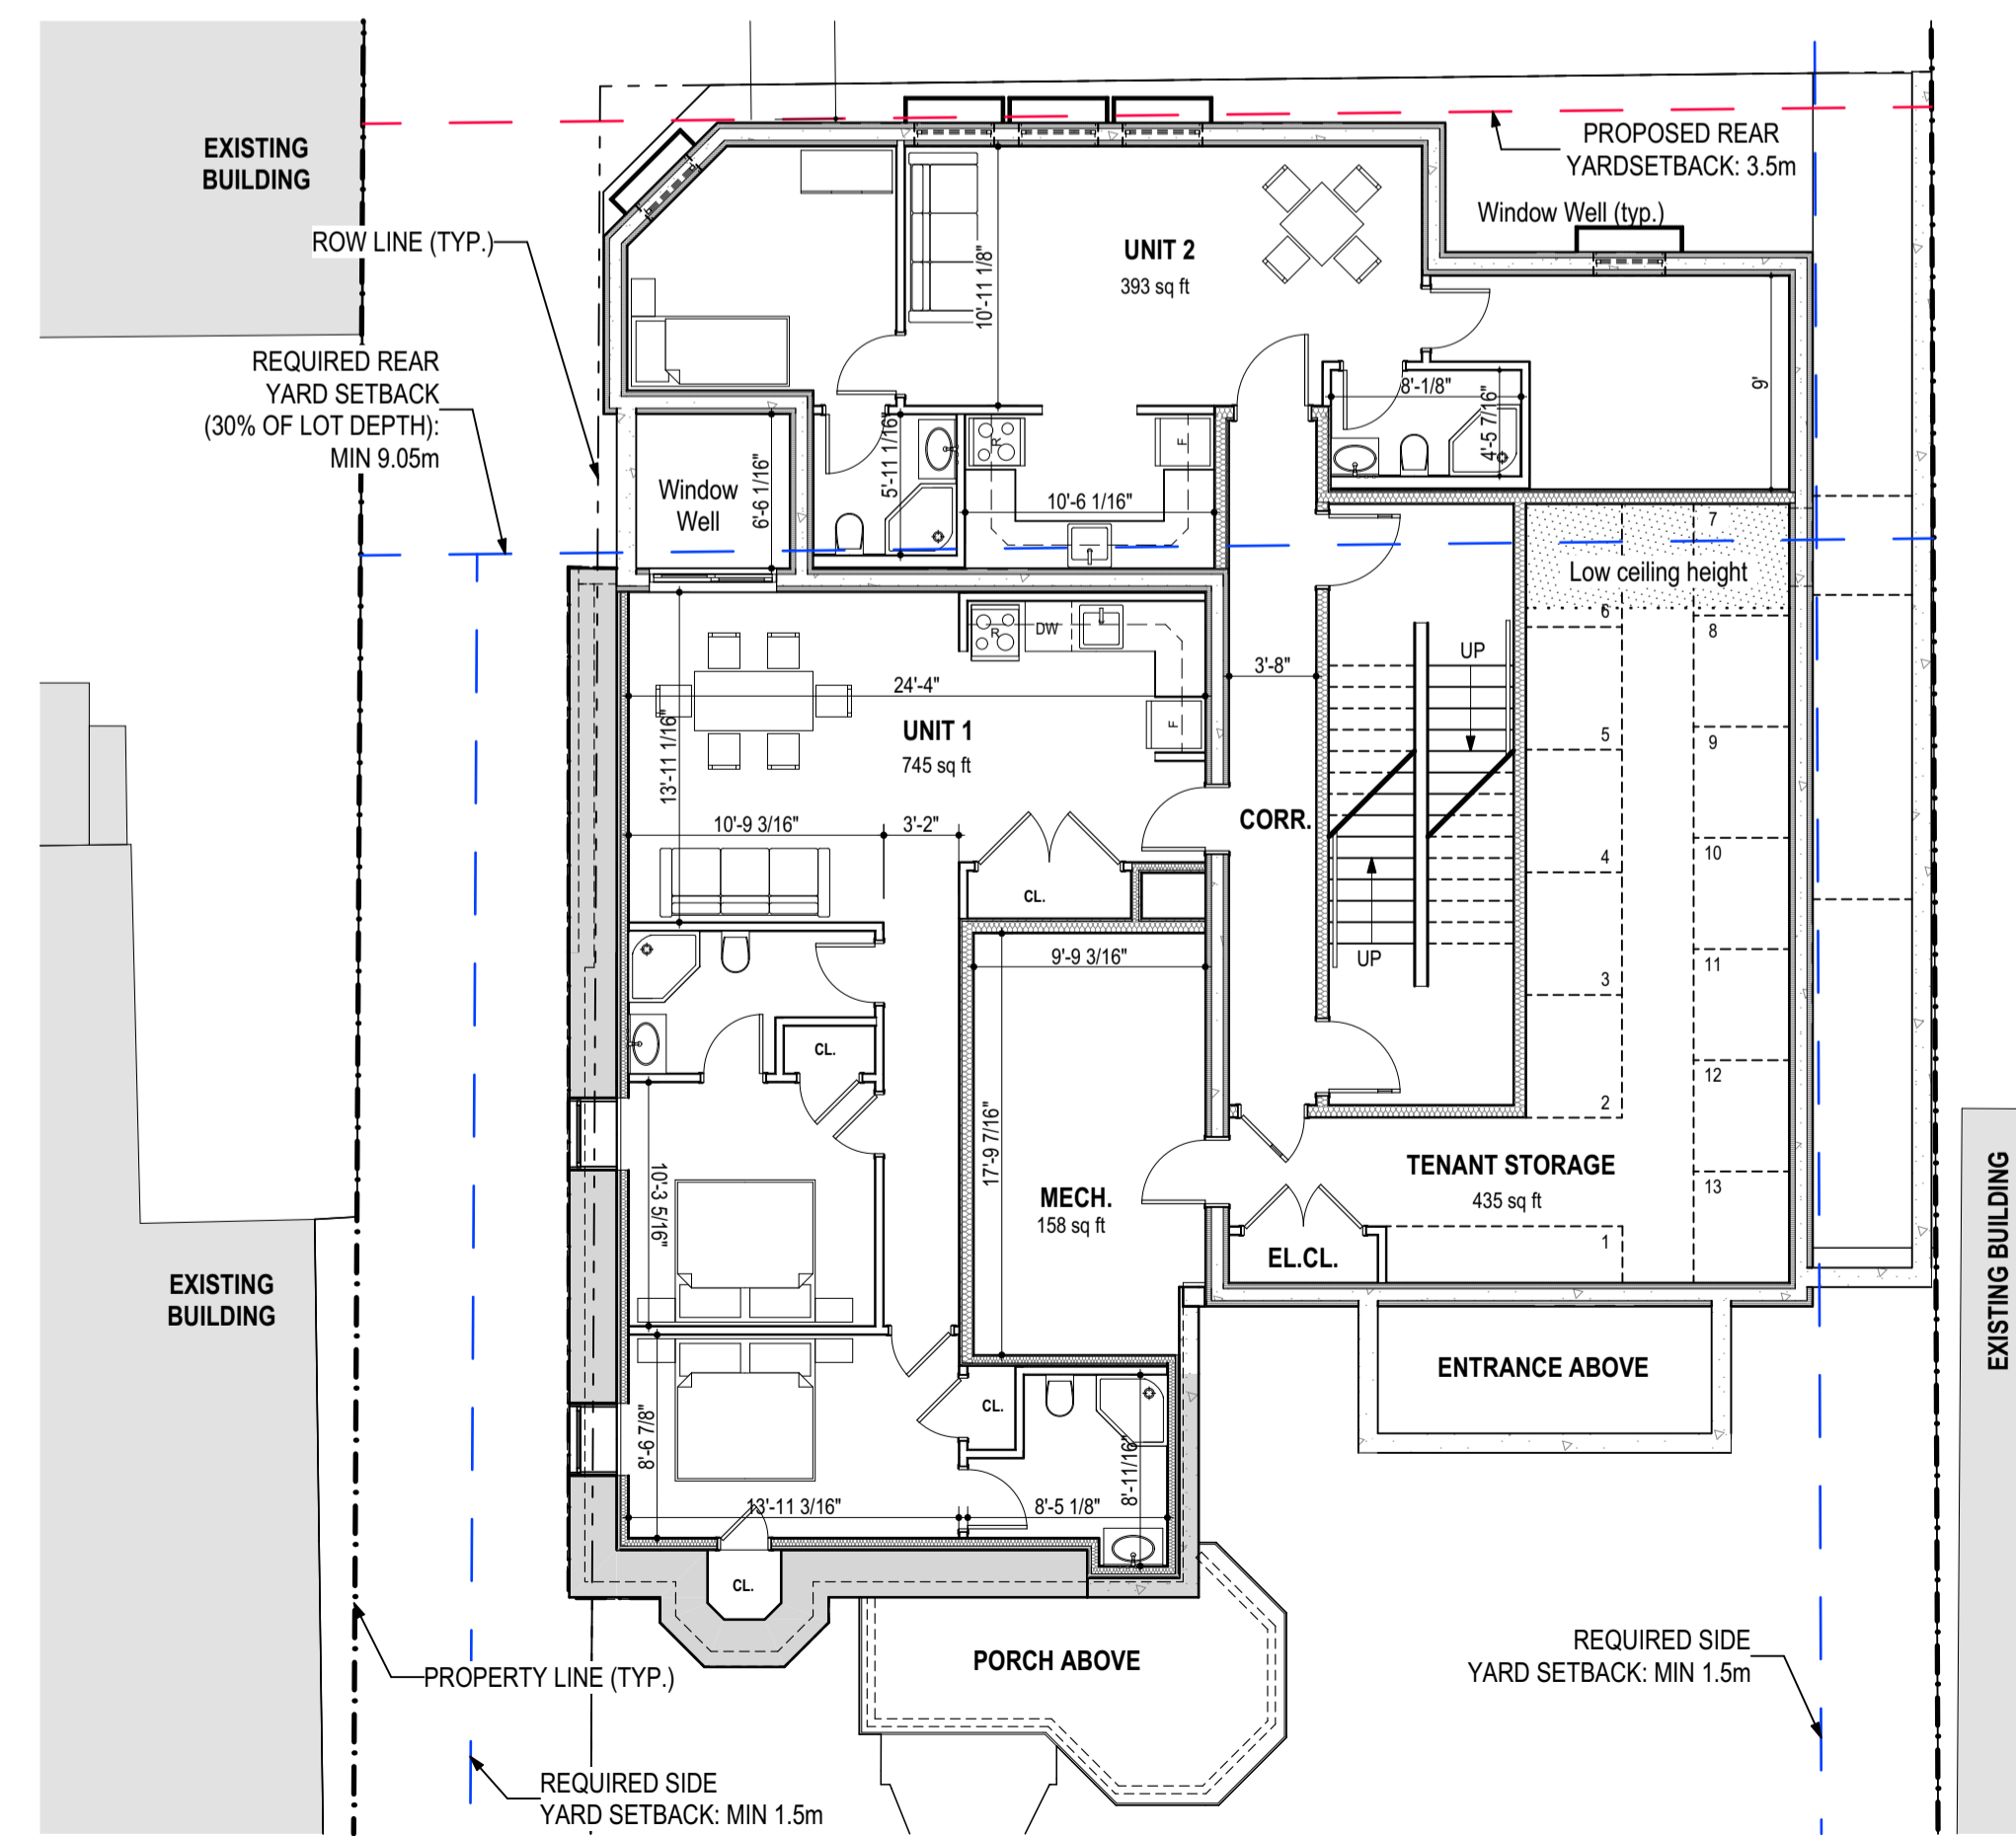 EXISTING
BUILDING
ROW LINE (TYP.)
REQUIRED REAR
YARD SETBACK
(30% OF LOT DEPTH):
MIN 9.05m
PROPOSED REAR
YARDSETBACK: 3.5m
Window Well (typ.)
UNIT 2
393 sq ft
10'-11 1/8"
9'
8'-1/8"
4'-5 7/16"
Window
Well
6'-6 1/16"
5'-11 1/16"
R
F
10'-6 1/16"
7
Low ceiling height
6
8
R
DW
F
3'-8"
UP
24'-4"
UNIT 1
745 sq ft
13'-11 1/16"
5
9
10'-9 3/16"
3'-2"
CORR.
4
10
CL.
9'-9 3/16"
UP
3
11
CL.
2
12
17'-9 7/16"
10'-3 5/16"
MECH.
158 sq ft
TENANT STORAGE
435 sq ft
13
1
EL.CL.
EXISTING
BUILDING
EXISTING BUILDING
ENTRANCE ABOVE
CL.
8'-6 7/8"
8'-11/16"
13'-11 3/16"
8'-5 1/8"
CL.
PORCH ABOVE
PROPERTY LINE (TYP.)
REQUIRED SIDE
YARD SETBACK: MIN 1.5m
REQUIRED SIDE
YARD SETBACK: MIN 1.5m